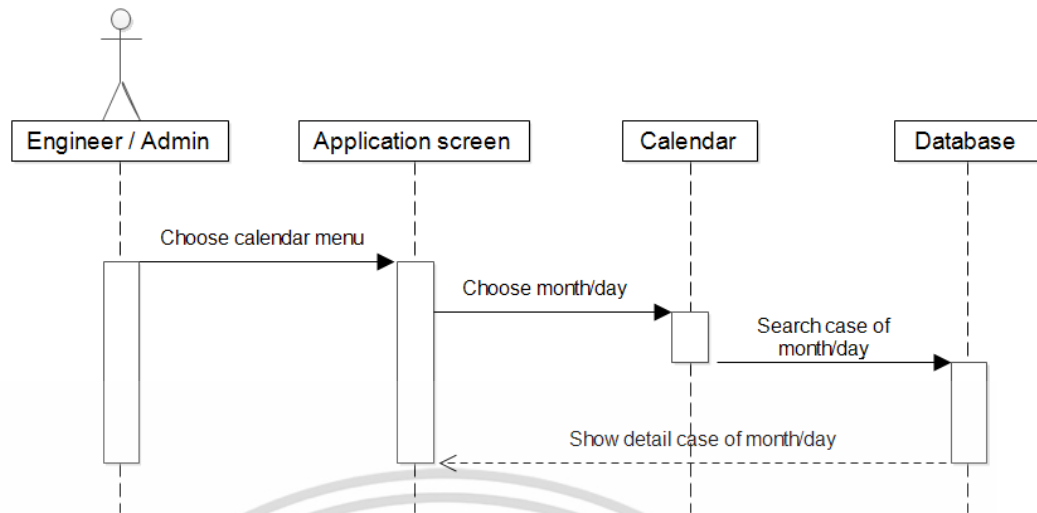 Engineer / Admin
Application screen
Calendar
Database
Choose calendar menu
Choose month/day
Search case of
month/day
Show detail case of month/day